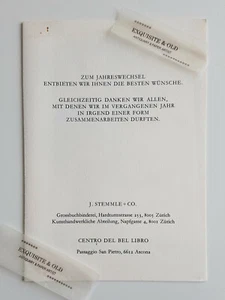 EXQUISITE & OLD
ZUM JAHRESWECHSEL
ENTBIETEN WIR IHNEN DIE BESTEN WÜNSCHE.
GLEICHZEITIG DANKEN WIR ALLEN,
MIT DENEN WIR IM VERGANGENEN JAHR
IN IRGEND EINER FORM
ZUSAMMENARBEITEN DURFTEN.
J. STEMMLE + CO.
Grossbuchbinderei, Hardturmstrasse 253, 8005 Zürich
Kunsthandwerkliche Abteilung, Napfgasse 4, 8001 Zürich
CENTRO DEL BEL LIBRO
Passaggio San Pietro, 6612 Ascona
EXQUISITE & OLD